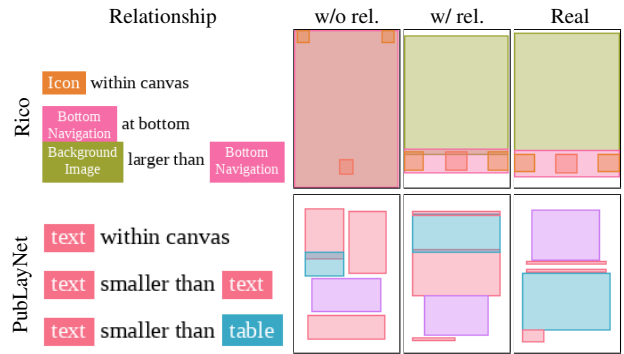 Relationship w/o rel. w/ rel. Real
Rico
Icon within canvas
Bottom
Navigation at bottom
Background
Image larger than Bottom
Navigation
PubLayNet
text within canvas
text smaller than text
text smaller than table